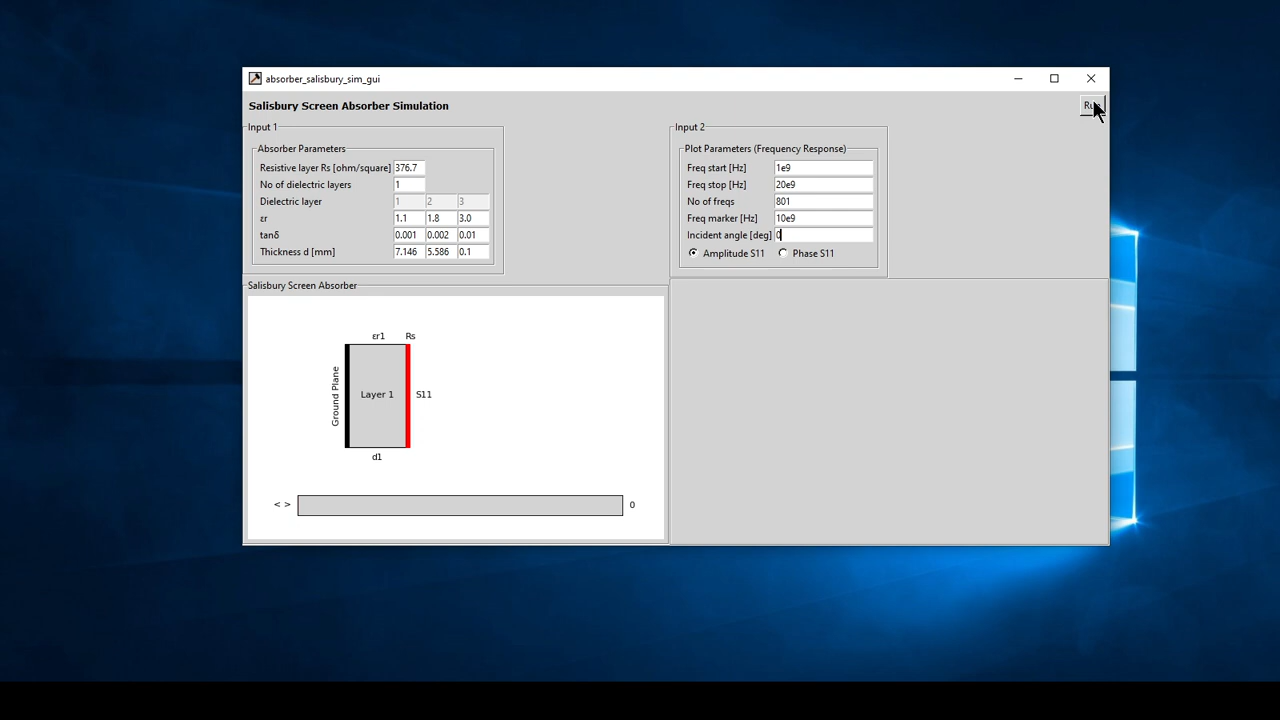 absorber_salisbury_sim_gui
Salisbury Screen Absorber Simulation
Input 1
Absorber Parameters
Resistive layer Rs [ohm/square] 376.7
No of dielectric layers 1
Dielectric layer 1 2 3
εr 1.1 1.8 3.0
tanδ 0.001 0.002 0.01
Thickness d [mm] 7.146 5.586 0.1
Input 2
Plot Parameters (Frequency Response)
Freq start [Hz] 1e9
Freq stop [Hz] 20e9
No of freqs 801
Freq marker [Hz] 10e9
Incident angle [deg] 0
Amplitude S11 Phase S11
Salisbury Screen Absorber
εr1 Rs
Ground Plane
Layer 1 S11
d1
< > 0